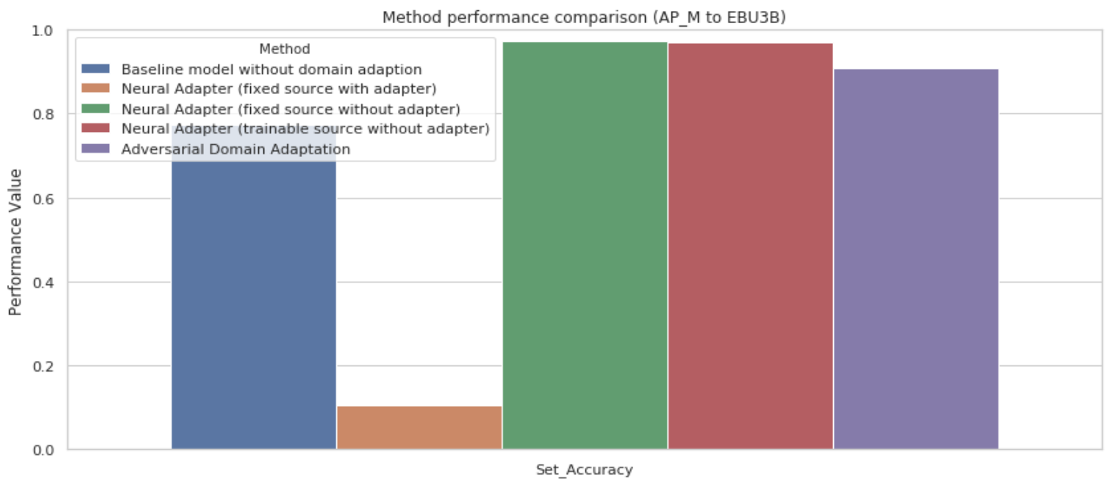 Method performance comparison (AP_M to EBU3B)
1.0
0.8
0.6
0.4
0.2
0.0
Performance Value
Method
Baseline model without domain adaption
Neural Adapter (fixed source with adapter)
Neural Adapter (fixed source without adapter)
Neural Adapter (trainable source without adapter)
Adversarial Domain Adaptation
Set_Accuracy